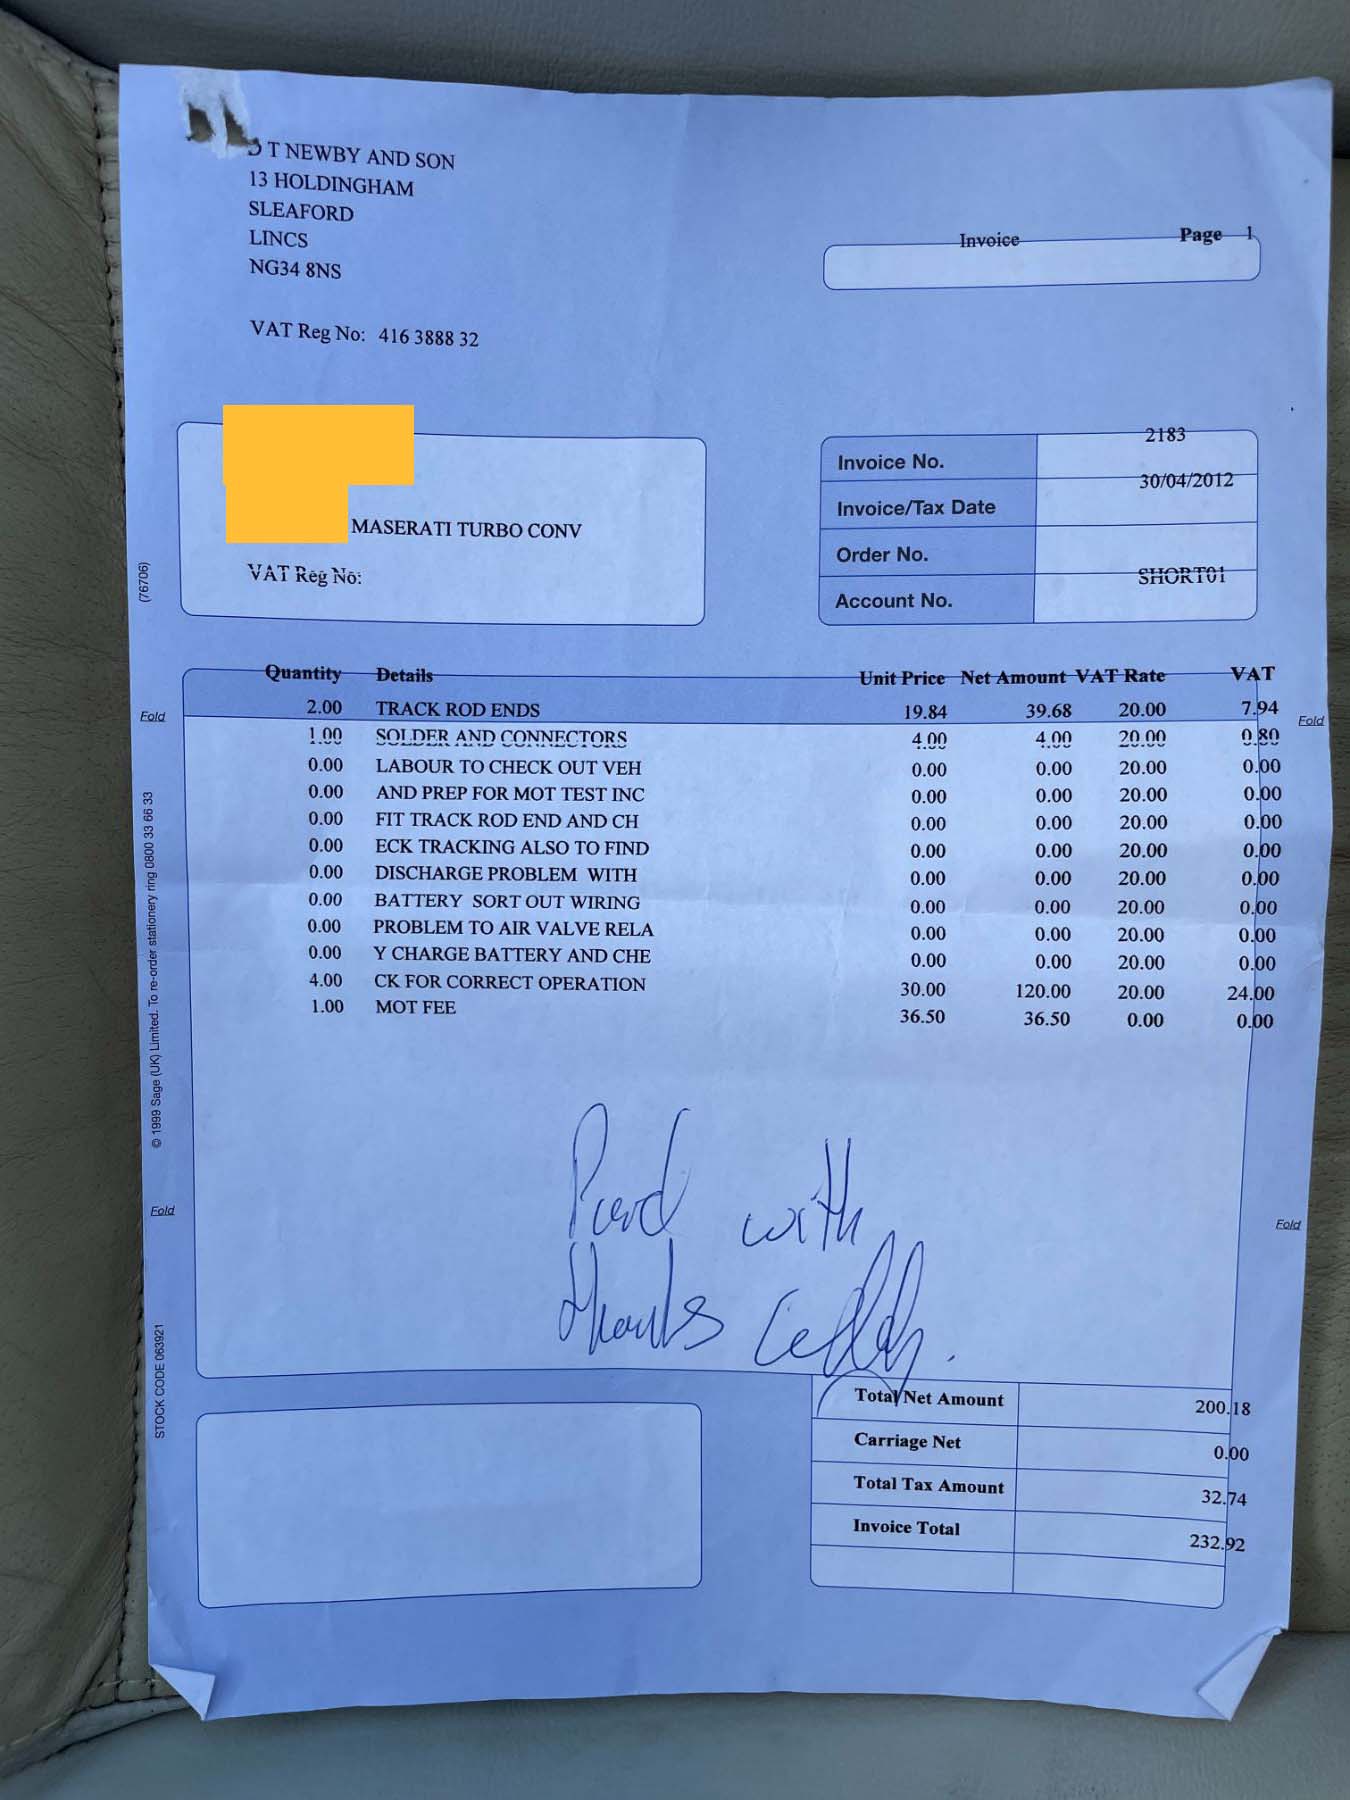 D T NEWBY AND SON
13 HOLDINGHAM
SLEAFORD
LINCS
NG34 8NS
VAT Reg No: 416 3888 32
Invoice Page 1
MASERATI TURBO CONV
VAT Reg No:
Invoice No. 2183
Invoice/Tax Date 30/04/2012
Order No.
Account No. SHORT01
(76706)
Quantity Details Unit Price Net Amount VAT Rate VAT
2.00 TRACK ROD ENDS 19.84 39.68 20.00 7.94
1.00 SOLDER AND CONNECTORS 4.00 4.00 20.00 0.80
0.00 LABOUR TO CHECK OUT VEH 0.00 0.00 20.00 0.00
0.00 AND PREP FOR MOT TEST INC 0.00 0.00 20.00 0.00
0.00 FIT TRACK ROD END AND CH 0.00 0.00 20.00 0.00
0.00 ECK TRACKING ALSO TO FIND 0.00 0.00 20.00 0.00
0.00 DISCHARGE PROBLEM WITH 0.00 0.00 20.00 0.00
0.00 BATTERY SORT OUT WIRING 0.00 0.00 20.00 0.00
0.00 PROBLEM TO AIR VALVE RELA 0.00 0.00 20.00 0.00
0.00 Y CHARGE BATTERY AND CHE 0.00 0.00 20.00 0.00
4.00 CK FOR CORRECT OPERATION 30.00 120.00 20.00 24.00
1.00 MOT FEE 36.50 36.50 0.00 0.00
Fold
Fold
© 1999 Sage (UK) Limited. To re-order stationery ring 0800 33 66 33
Fold
Fold
STOCK CODE 063921
Paid with
thanks
Total Net Amount 200.18
Carriage Net 0.00
Total Tax Amount 32.74
Invoice Total 232.92